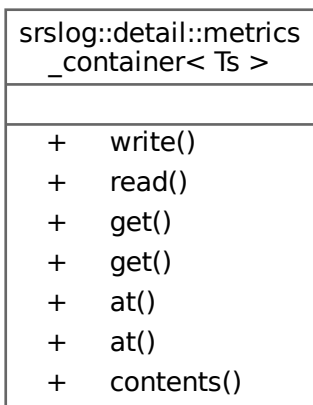 srslog::detail::metrics
_container< Ts >
+ write()
+ read()
+ get()
+ get()
+ at()
+ at()
+ contents()